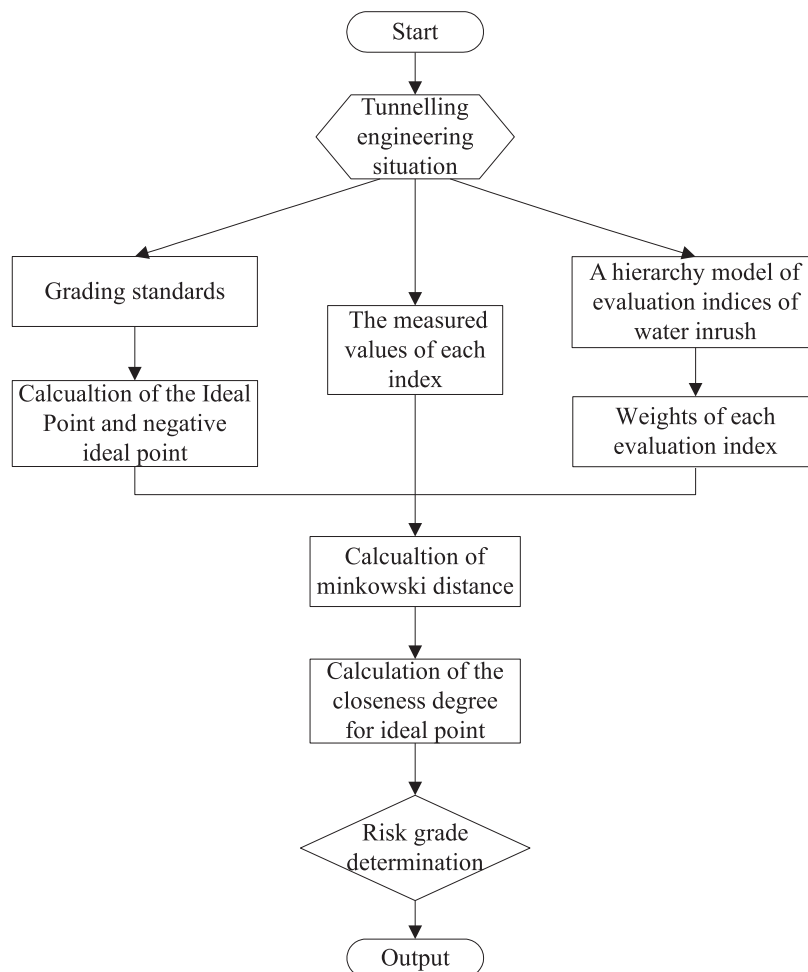 Start
Tunnelling
engineering
situation
Grading standards
The measured
values of each
index
A hierarchy model of
evaluation indices of
water inrush
Calcualtion of the Ideal
Point and negative
ideal point
Weights of each
evaluation index
Calcualtion of
minkowski distance
Calculation of the
closeness degree
for ideal point
Risk grade
determination
Output